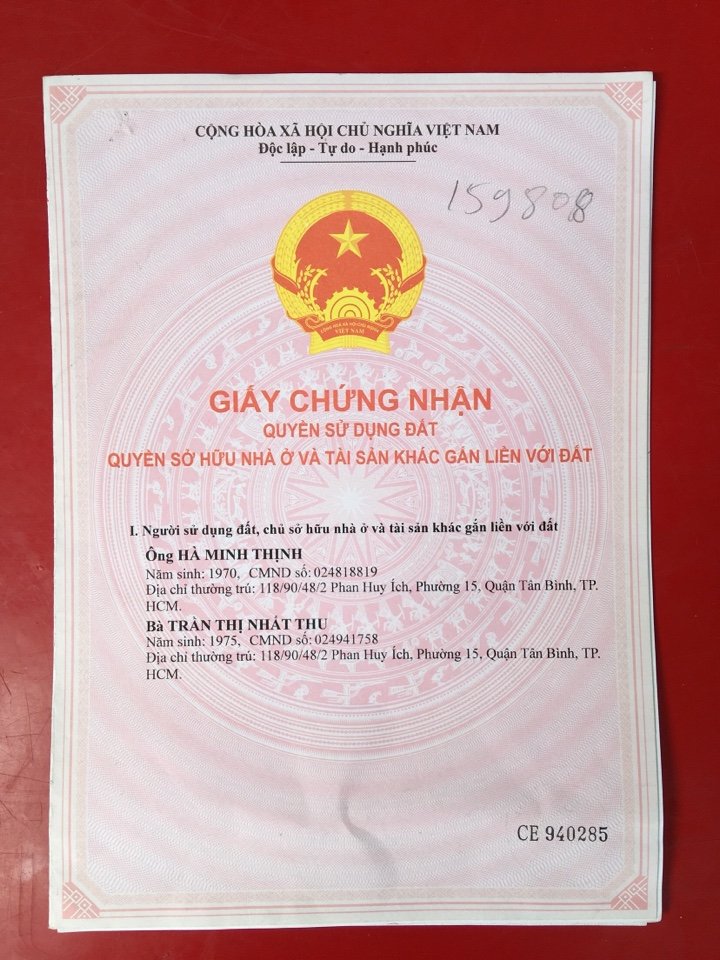 CỘNG HÒA XÃ HỘI CHỦ NGHĨA VIỆT NAM
Độc lập - Tự do - Hạnh phúc
159808
CỘNG HÒA XÃ HỘI CHỦ NGHĨA
VIỆT NAM
GIẤY CHỨNG NHẬN
QUYỀN SỬ DỤNG ĐẤT
QUYỀN SỞ HỮU NHÀ Ở VÀ TÀI SẢN KHÁC GẮN LIỀN VỚI ĐẤT
I. Người sử dụng đất, chủ sở hữu nhà ở và tài sản khác gắn liền với đất
Ông HÀ MINH THỊNH
Năm sinh: 1970, CMND số: 024818819
Địa chỉ thường trú: 118/90/48/2 Phan Huy Ích, Phường 15, Quận Tân Bình, TP.
HCM.
Bà TRẦN THỊ NHẤT THU
Năm sinh: 1975, CMND số: 024941758
Địa chỉ thường trú: 118/90/48/2 Phan Huy Ích, Phường 15, Quận Tân Bình, TP.
HCM.
CE 940285